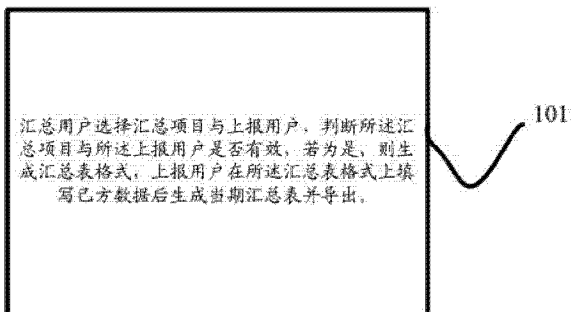 汇总用户选择汇总项目与上报用户，判断所述汇
总项目与所述上报用户是否有效，若为是，则生
成汇总表格式，上报用户在所述汇总表格式上填
写己方数据后生成当期汇总表并导出。
101